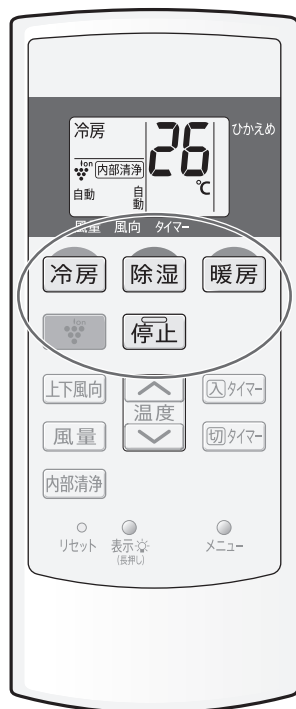 冷房 26℃ ひかえめ
ion 内部清浄
自動 自動
風量 風向 タイマー
冷房 除湿 暖房
ion 停止
上下風向 温度 入タイマー
風量 切タイマー
内部清浄
リセット 表示 メニュー
(長押し)